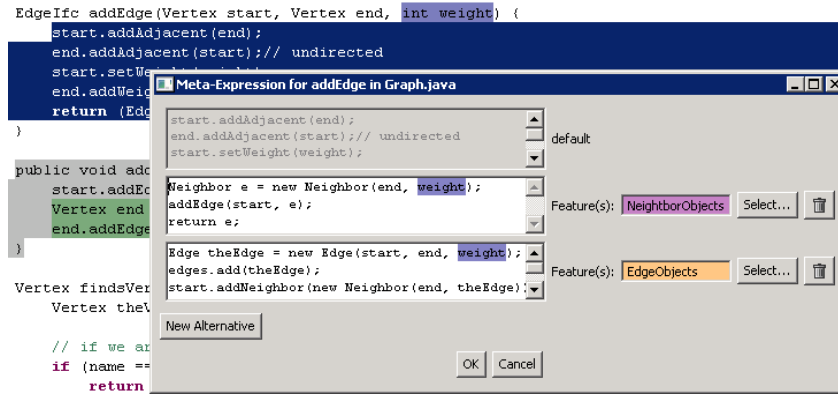 EdgeIfc addEdge(Vertex start, Vertex end, int weight) {
start.addAdjacent(end);
end.addAdjacent(start);// undirected
start.setWe
end.addWeig
return (Edg
}
public void add
start.addEd
Vertex end
end.addEdge
}
Vertex findsVer
Vertex theV
// if we ar
if (name ==
return
Meta-Expression for addEdge in Graph.java
start.addAdjacent(end);
end.addAdjacent(start);// undirected
start.setWeight(weight);
default
Neighbor e = new Neighbor(end, weight);
addEdge(start, e);
return e;
Feature(s): NeightborObjects Select...
Edge theEdge = new Edge(start, end, weight);
edges.add(theEdge);
start.addNeighbor(new Neighbor(end, theEdge));
Feature(s): EdgeObjects Select...
New Alternative
OK Cancel